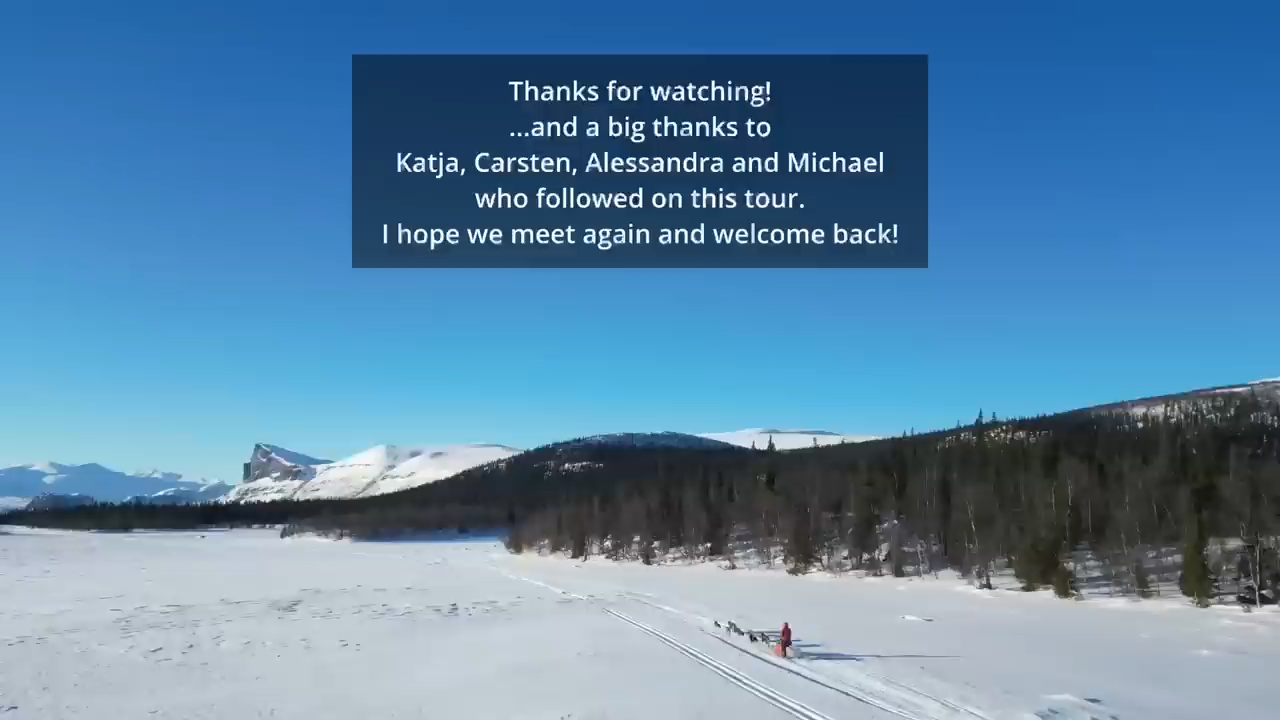 Thanks for watching!
...and a big thanks to
Katja, Carsten, Alessandra and Michael
who followed on this tour.
I hope we meet again and welcome back!